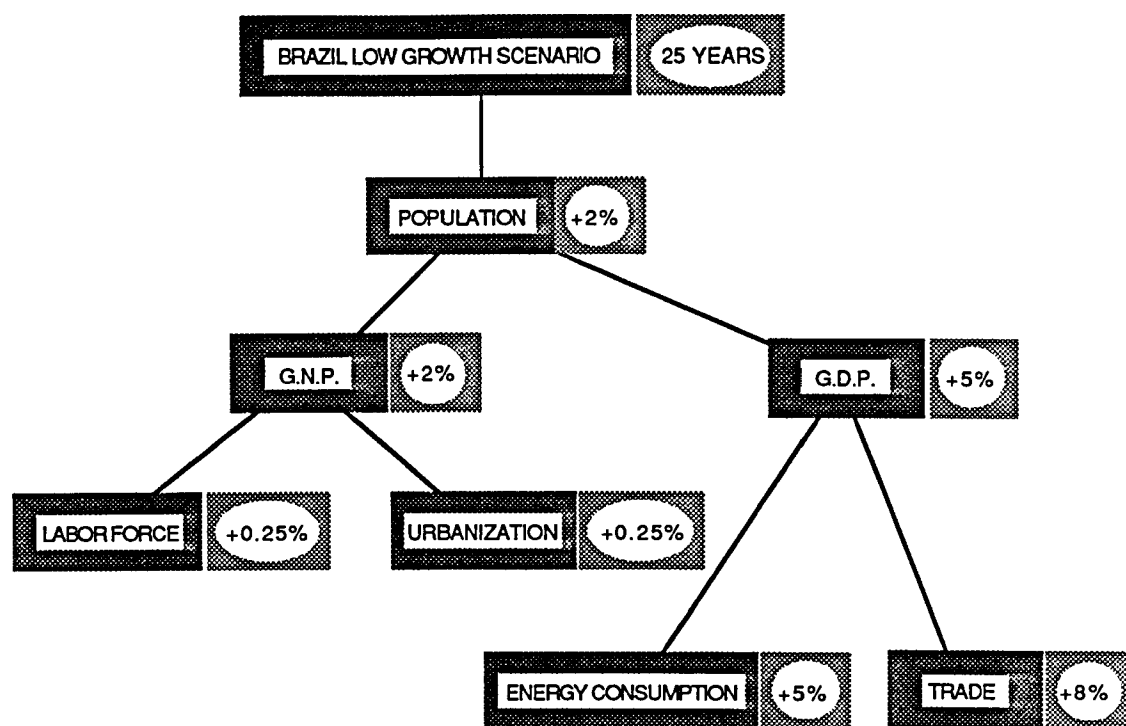 BRAZIL LOW GROWTH SCENARIO 25 YEARS
POPULATION +2%
G.N.P. +2%
G.D.P. +5%
LABOR FORCE +0.25%
URBANIZATION +0.25%
ENERGY CONSUMPTION +5%
TRADE +8%